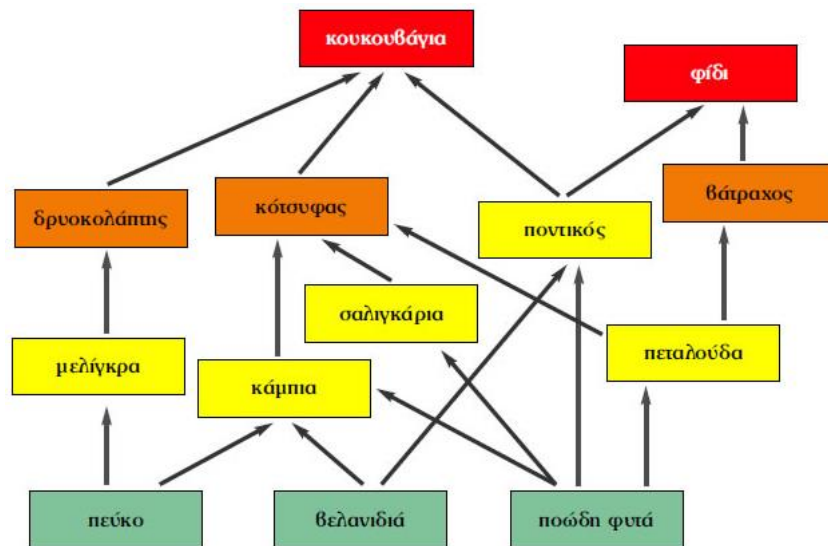 κουκουβάγια
φίδι
δρυοκολάπτης
κότσυφας
ποντικός
βάτραχος
σαλιγκάρια
μελίγκρα
κάμπια
πεταλούδα
πεύκο
βελανιδιά
ποώδη φυτά